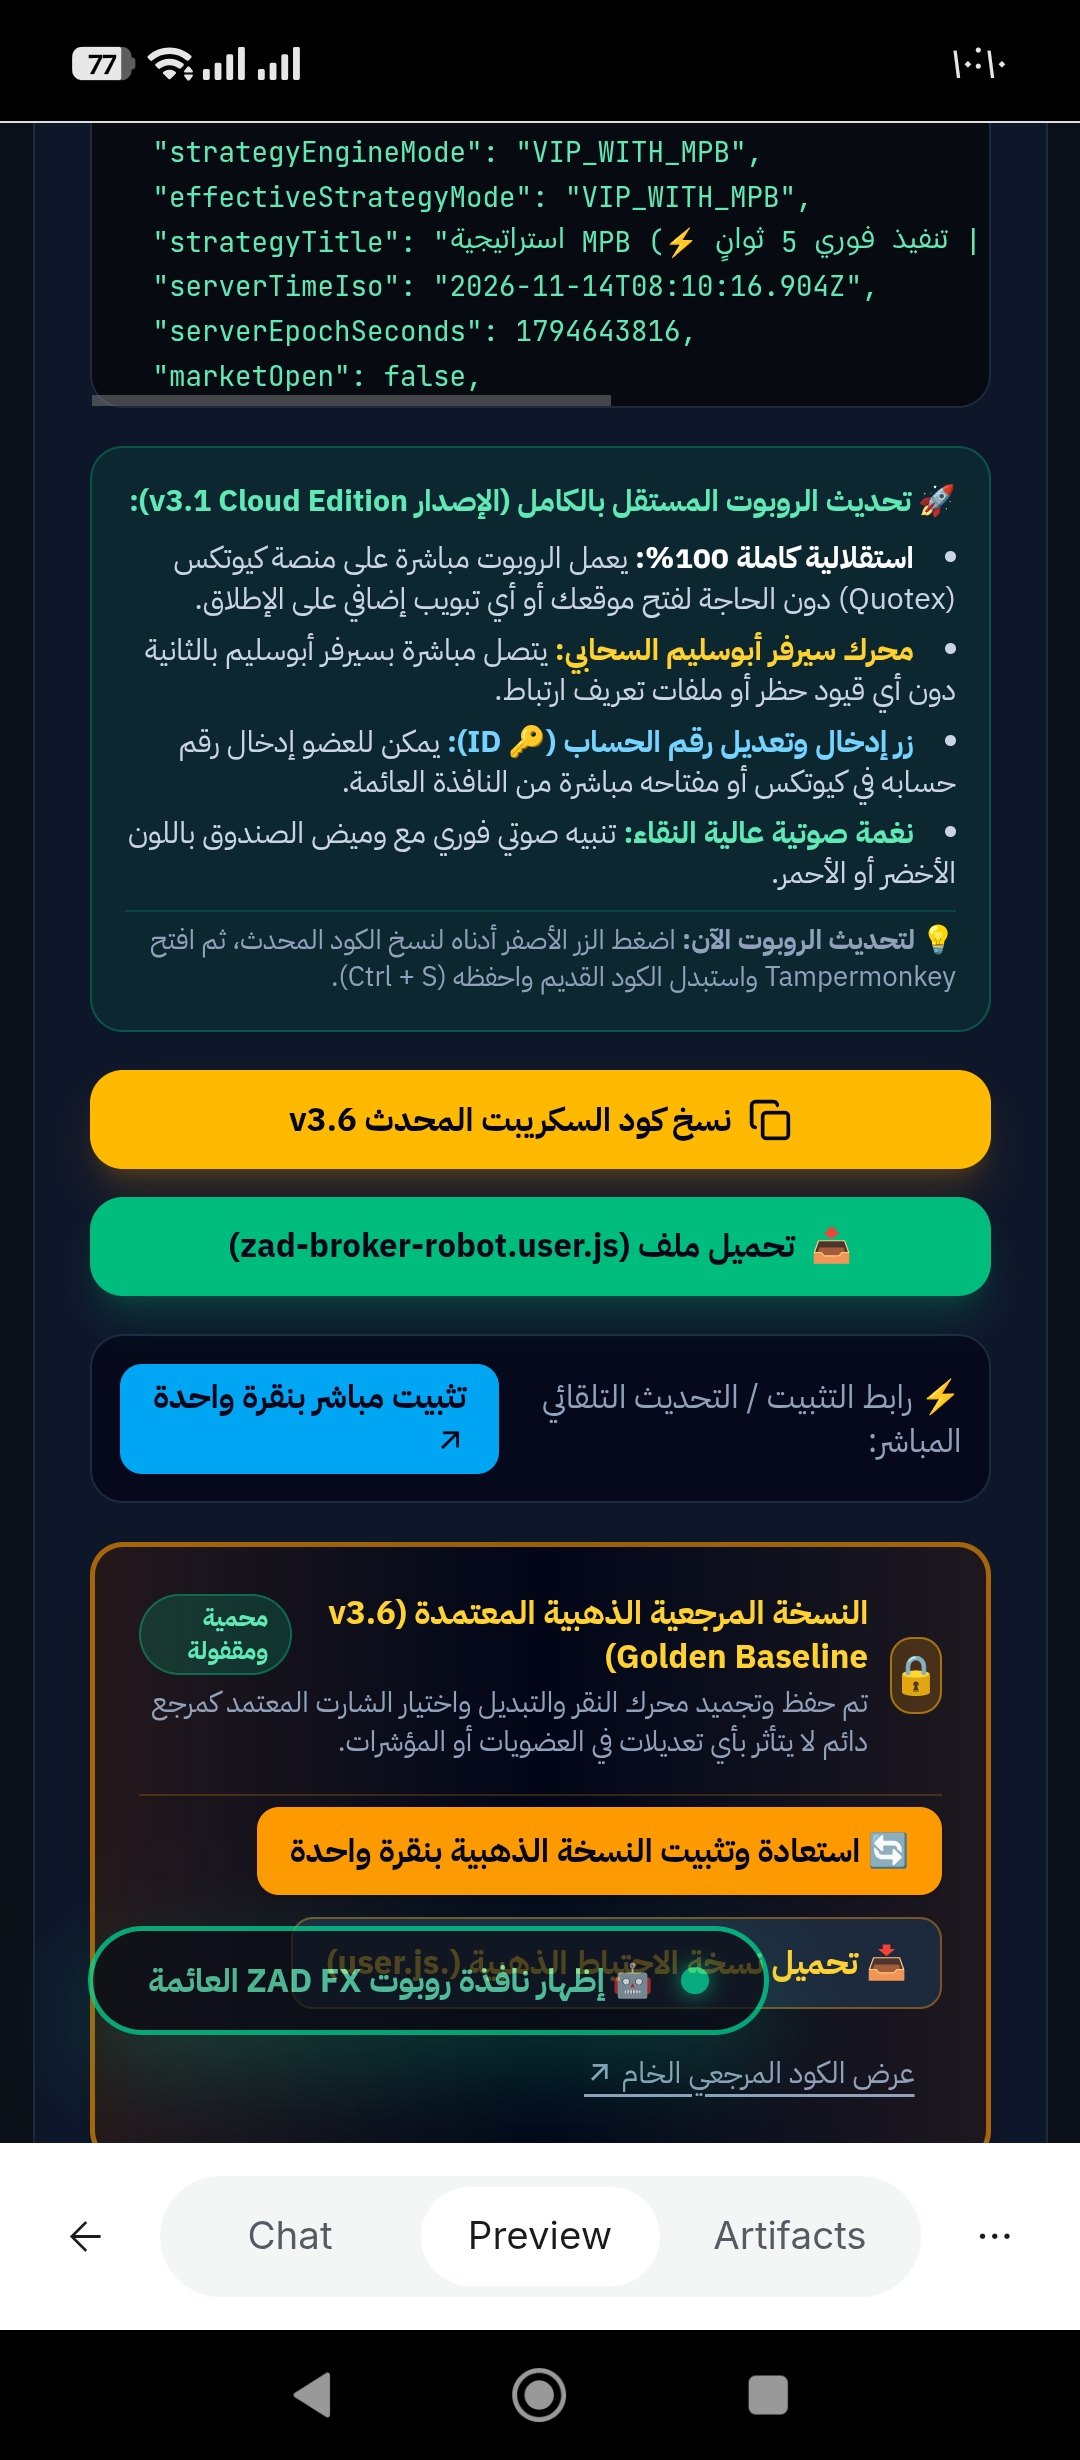 77
١٠:١٠
"strategyEngineMode": "VIP_WITH_MPB",
"effectiveStrategyMode": "VIP_WITH_MPB",
"strategyTitle": "استراتيجية MPB (⚡ تنفيذ فوري 5 ثوانٍ |
"serverTimeIso": "2026-11-14T08:10:16.904Z",
"serverEpochSeconds": 1794643816,
"marketOpen": false,
🚀 تحديث الروبوت المستقل بالكامل (الإصدار v3.1 Cloud Edition):
• استقلالية كاملة 100%: يعمل الروبوت مباشرة على منصة كيوتكس
(Quotex) دون الحاجة لفتح موقعك أو أي تبويب إضافي على الإطلاق.
• محرك سيرفر أبوسليم السحابي: يتصل مباشرة بسيرفر أبوسليم بالثانية
دون أي قيود حظر أو ملفات تعريف ارتباط.
• زر إدخال وتعديل رقم الحساب (🔑 ID): يمكن للعضو إدخال رقم
حسابه في كيوتكس أو مفتاحه مباشرة من النافذة العائمة.
• نغمة صوتية عالية النقاء: تنبيه صوتي فوري مع وميض الصندوق باللون
الأخضر أو الأحمر.
💡 لتحديث الروبوت الآن: اضغط الزر الأصفر أدناه لنسخ الكود المحدث، ثم افتح
Tampermonkey واستبدل الكود القديم واحفظه (Ctrl + S).
نسخ كود السكريبت المحدث v3.6
📥 تحميل ملف (zad-broker-robot.user.js)
⚡ رابط التثبيت / التحديث التلقائي
المباشر:
تثبيت مباشر بنقرة واحدة
↗
🔒
النسخة المرجعية الذهبية المعتمدة (v3.6
Golden Baseline)
محمية
ومقفولة
تم حفظ وتجميد محرك النقر والتبديل واختيار الشارت المعتمد كمرجع
دائم لا يتأثر بأي تعديلات في العضويات أو المؤشرات.
🔄 استعادة وتثبيت النسخة الذهبية بنقرة واحدة
📥 تحميل نسخة الاحتياط الذهبية (.user.js)
🤖 إظهار نافذة روبوت ZAD FX العائمة
عرض الكود المرجعي الخام ↗
Chat
Preview
Artifacts